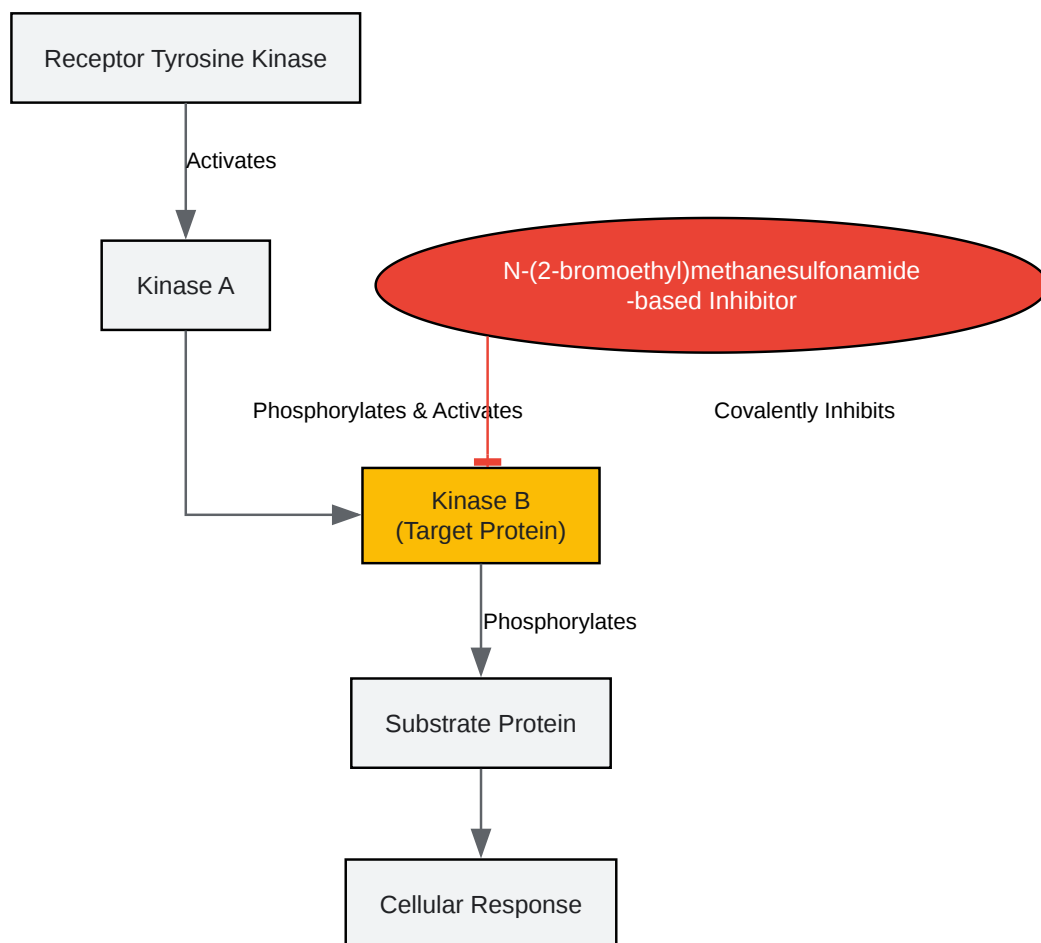 Receptor Tyrosine Kinase
Activates
Kinase A
N-(2-bromoethyl)methanesulfonamide
-based Inhibitor
Phosphorylates & Activates
Covalently Inhibits
Kinase B
(Target Protein)
Phosphorylates
Substrate Protein
Cellular Response